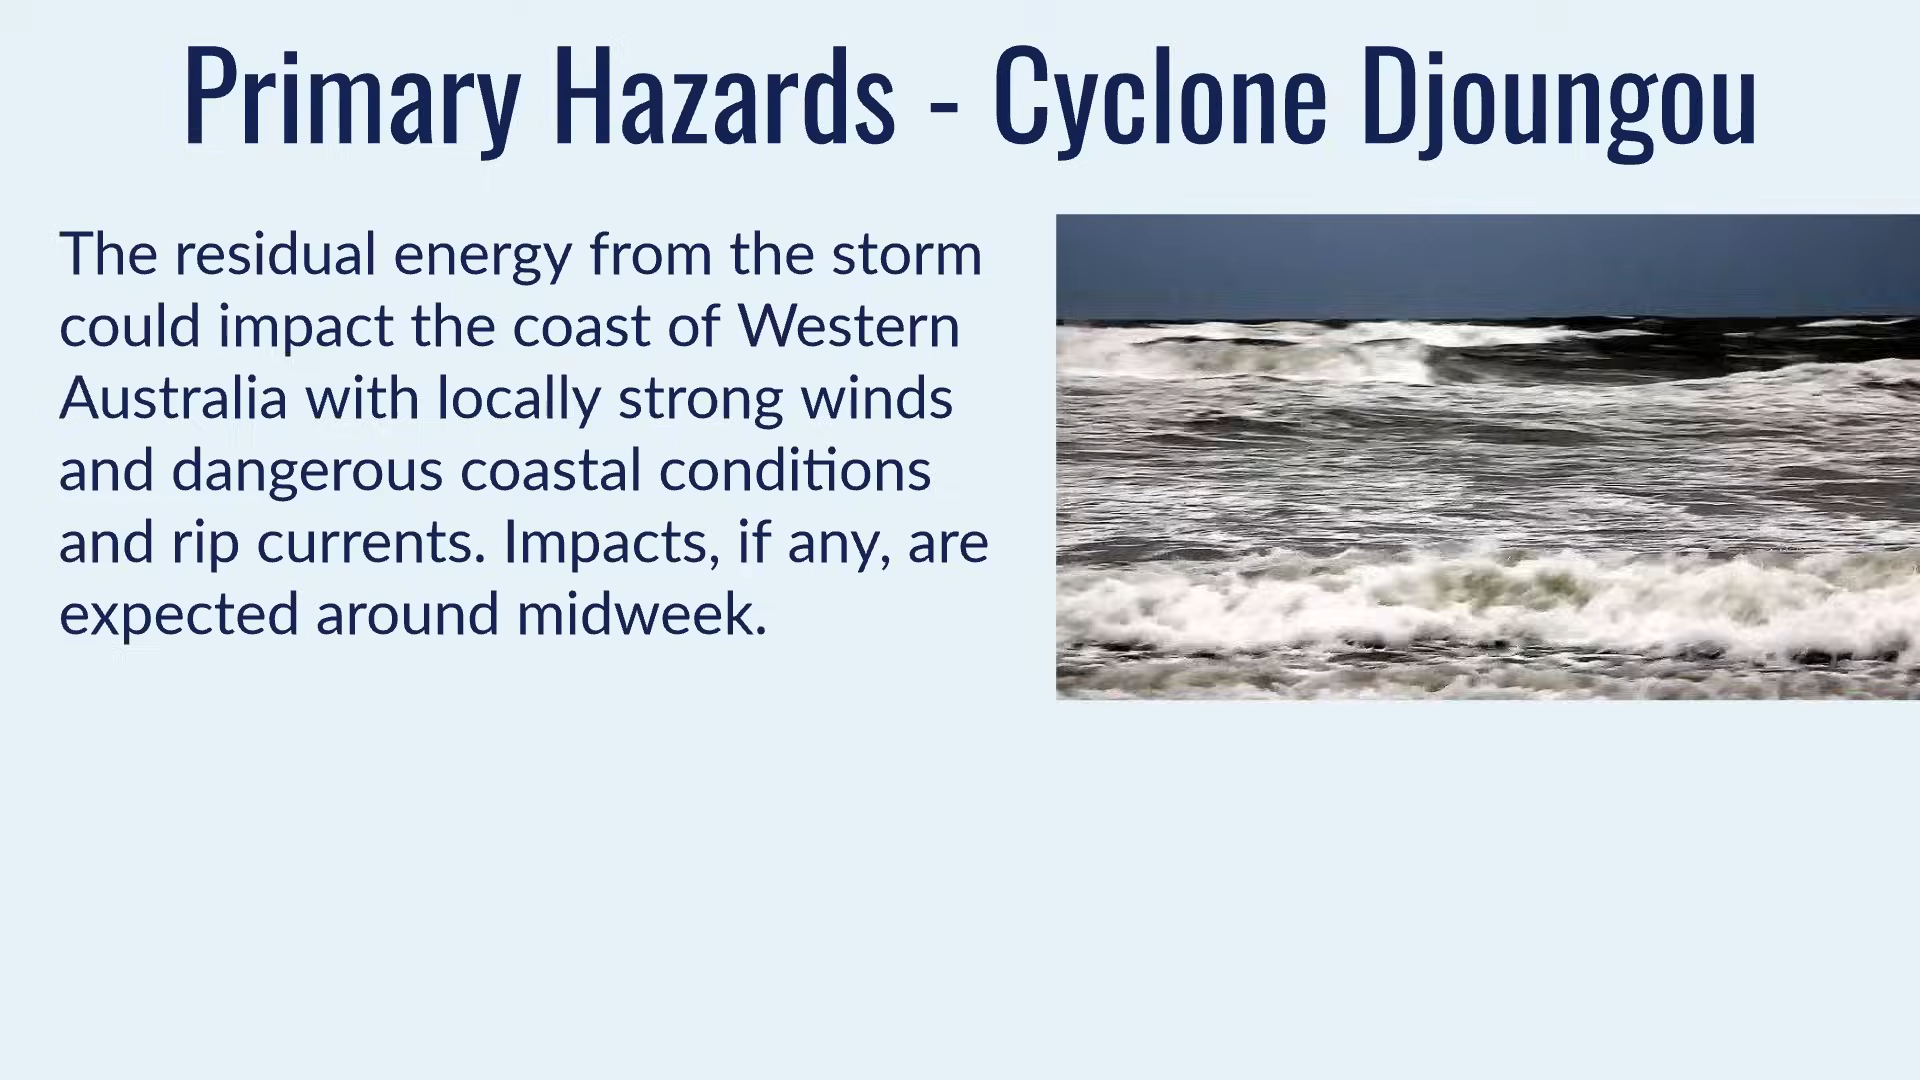 Primary Hazards - Cyclone Djoungou
The residual energy from the storm
could impact the coast of Western
Australia with locally strong winds
and dangerous coastal conditions
and rip currents. Impacts, if any, are
expected around midweek.